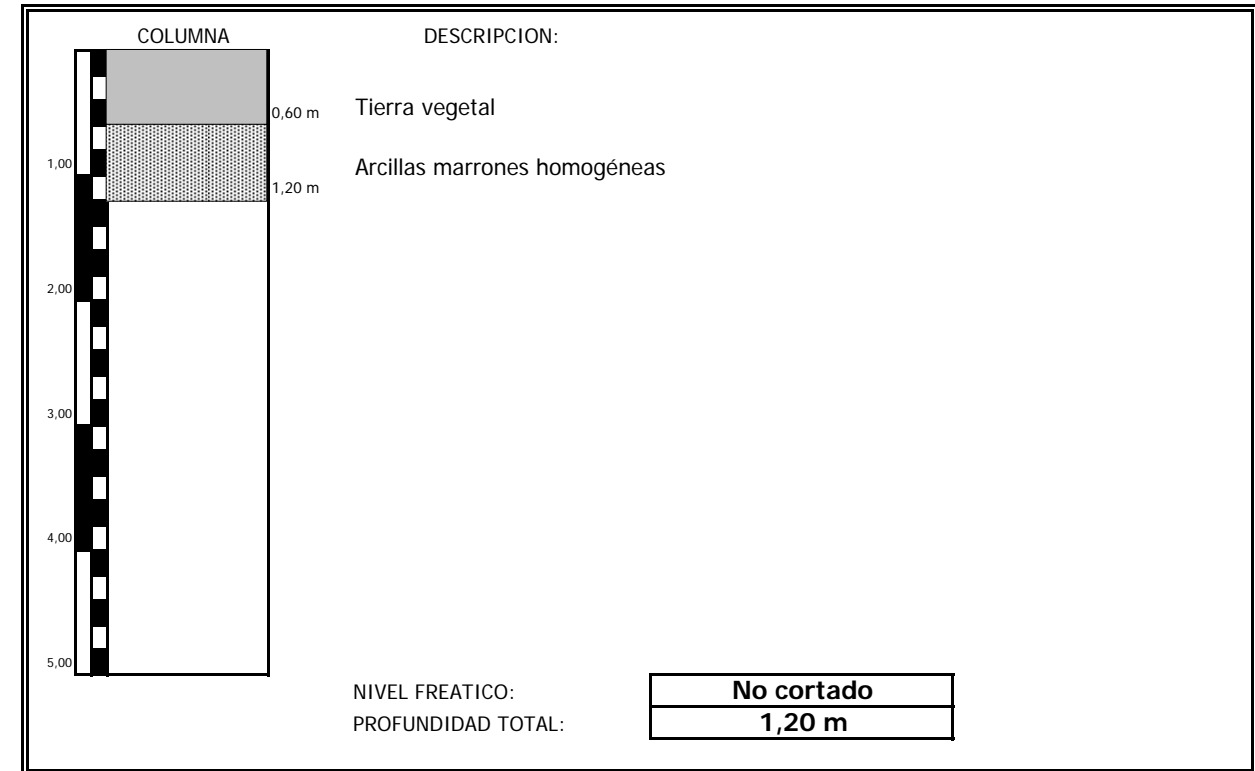 COLUMNA DESCRIPCION:
0,60 m Tierra vegetal
1,00 Arcillas marrones homogéneas
1,20 m
2,00
3,00
4,00
5,00
NIVEL FREATICO: No cortado
PROFUNDIDAD TOTAL: 1,20 m